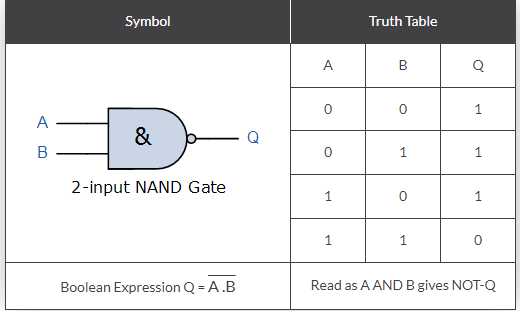 Symbol Truth Table
A B Q
0 0 1
A
& Q
B
0 1 1
2-input NAND Gate
1 0 1
1 1 0
Boolean Expression Q = A̅ ̅.̅B̅ Read as A AND B gives NOT-Q